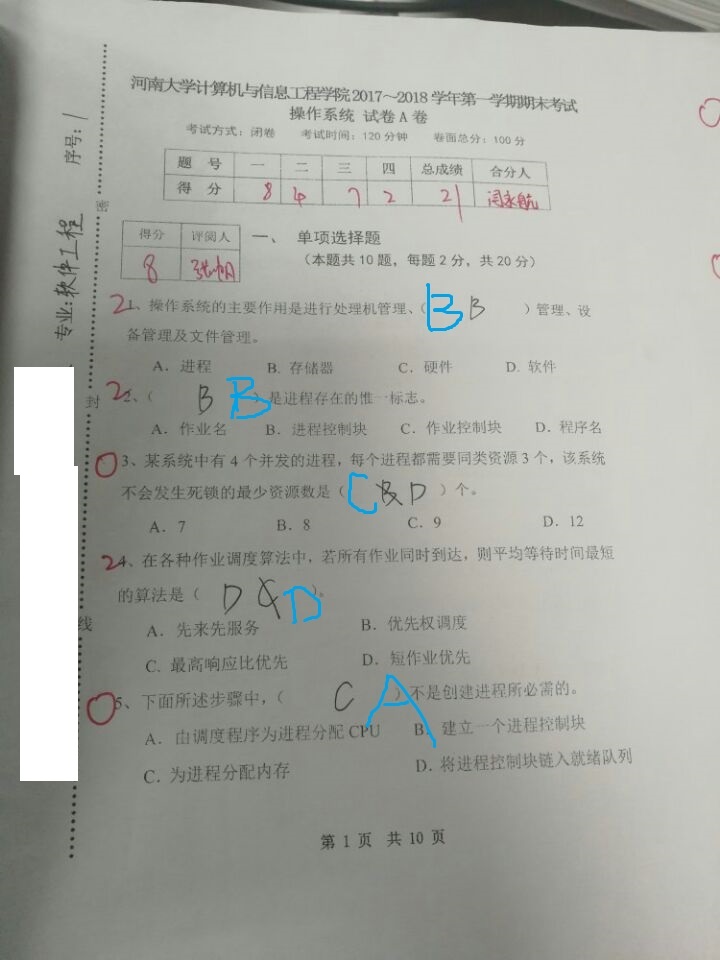 河南大学计算机与信息工程学院2017～2018学年第一学期期末考试
操作系统 试卷A卷
考试方式：闭卷 考试时间：120分钟 卷面总分：100分
题 号 一 二 三 四 总成绩 合分人
得 分 8 4 7 2 21
得分 评阅人
8
一、 单项选择题
（本题共10题，每题2分，共20分）
2 1、操作系统的主要作用是进行处理机管理、（ B B ）管理、设
备管理及文件管理。
A．进程 B. 存储器 C．硬件 D. 软件
2 2、（ B B ）是进程存在的惟一标志。
A．作业名 B．进程控制块 C．作业控制块 D．程序名
0 3、某系统中有4个并发的进程，每个进程都需要同类资源3个，该系统
不会发生死锁的最少资源数是（ C D ）个。
A．7 B．8 C．9 D．12
2 4、在各种作业调度算法中，若所有作业同时到达，则平均等待时间最短
的算法是（ D D ）。
A．先来先服务 B．优先权调度
C. 最高响应比优先 D．短作业优先
0 5、下面所述步骤中，（ C A ）不是创建进程所必需的。
A．由调度程序为进程分配CPU B．建立一个进程控制块
C．为进程分配内存 D．将进程控制块链入就绪队列
第 1 页 共 10 页
专业：软件工程 序号：1
密
封
线